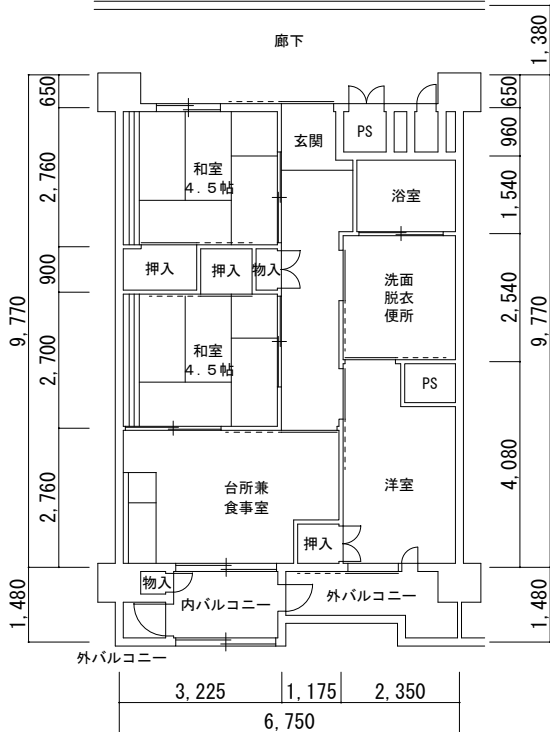 廊下
1,380
650
650
玄関
PS
960
和室
4.5帖
2,760
浴室
1,540
押入
押入
物入
900
洗面
脱衣
便所
2,540
9,770
9,770
和室
4.5帖
2,700
PS
台所兼
食事室
2,760
洋室
4,080
押入
物入
内バルコニー
外バルコニー
1,480
1,480
外バルコニー
3,225
1,175
2,350
6,750